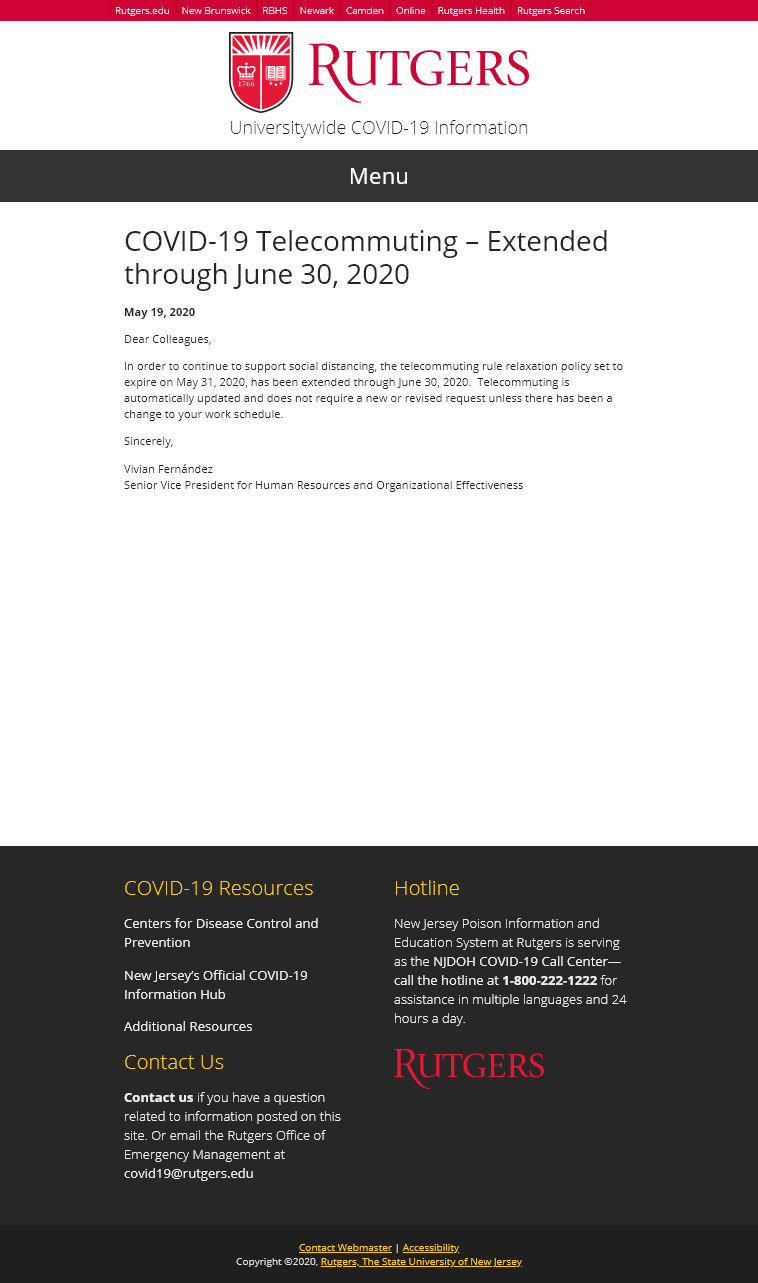 Rutgers.edu New Brunswick RBHS Newark Camden Online Rutgers Health Rutgers Search
1766
RUTGERS
Universitywide COVID-19 Information
Menu
COVID-19 Telecommuting – Extended
through June 30, 2020
May 19, 2020
Dear Colleagues,
In order to continue to support social distancing, the telecommuting rule relaxation policy set to
expire on May 31, 2020, has been extended through June 30, 2020.  Telecommuting is
automatically updated and does not require a new or revised request unless there has been a
change to your work schedule.
Sincerely,
Vivian Fernández
Senior Vice President for Human Resources and Organizational Effectiveness
COVID-19 Resources
Centers for Disease Control and
Prevention
New Jersey’s Official COVID-19
Information Hub
Additional Resources
Contact Us
Contact us if you have a question
related to information posted on this
site. Or email the Rutgers Office of
Emergency Management at
covid19@rutgers.edu
Hotline
New Jersey Poison Information and
Education System at Rutgers is serving
as the NJDOH COVID-19 Call Center—
call the hotline at 1-800-222-1222 for
assistance in multiple languages and 24
hours a day.
RUTGERS
Contact Webmaster | Accessibility
Copyright ©2020, Rutgers, The State University of New Jersey